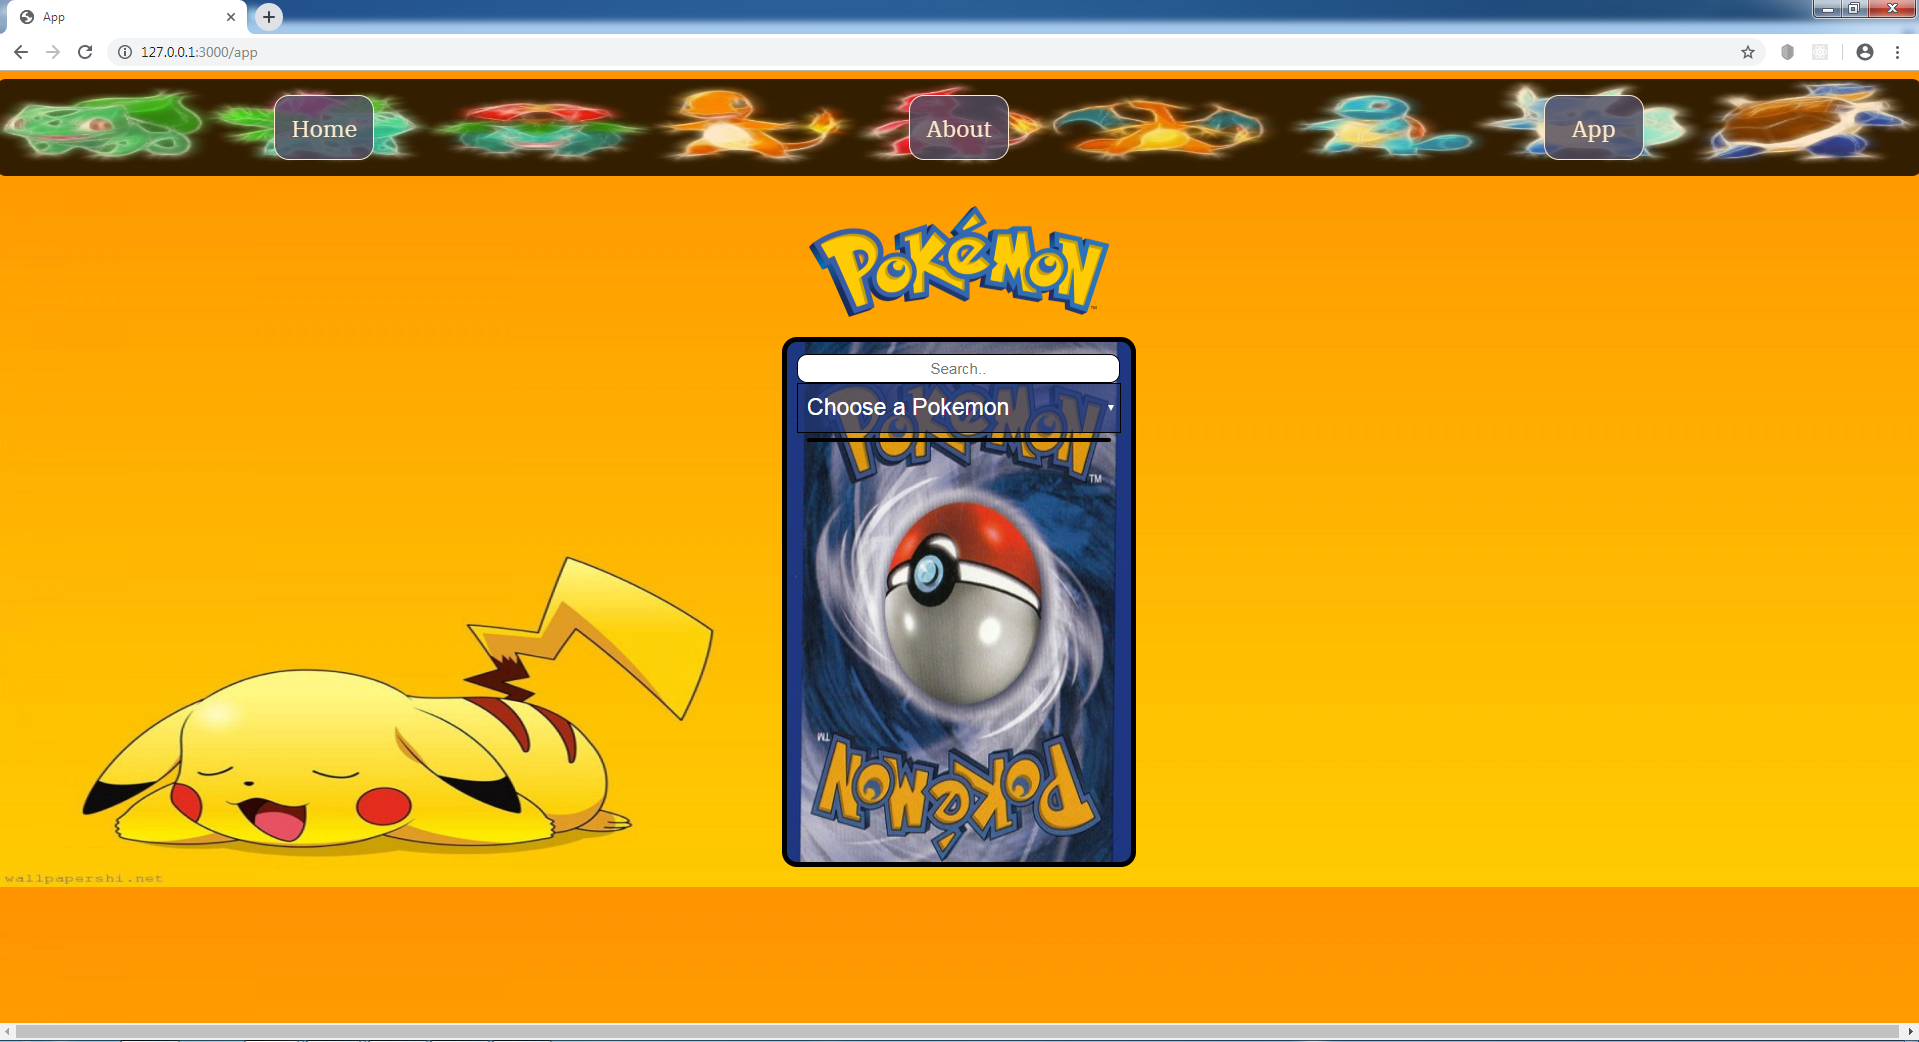 App
127.0.0.1:3000/app
Home
About
App
POKéMON
TM
Search..
Choose a Pokemon
POKéMON
TM
TM
POKéMON
wallpapershi.net